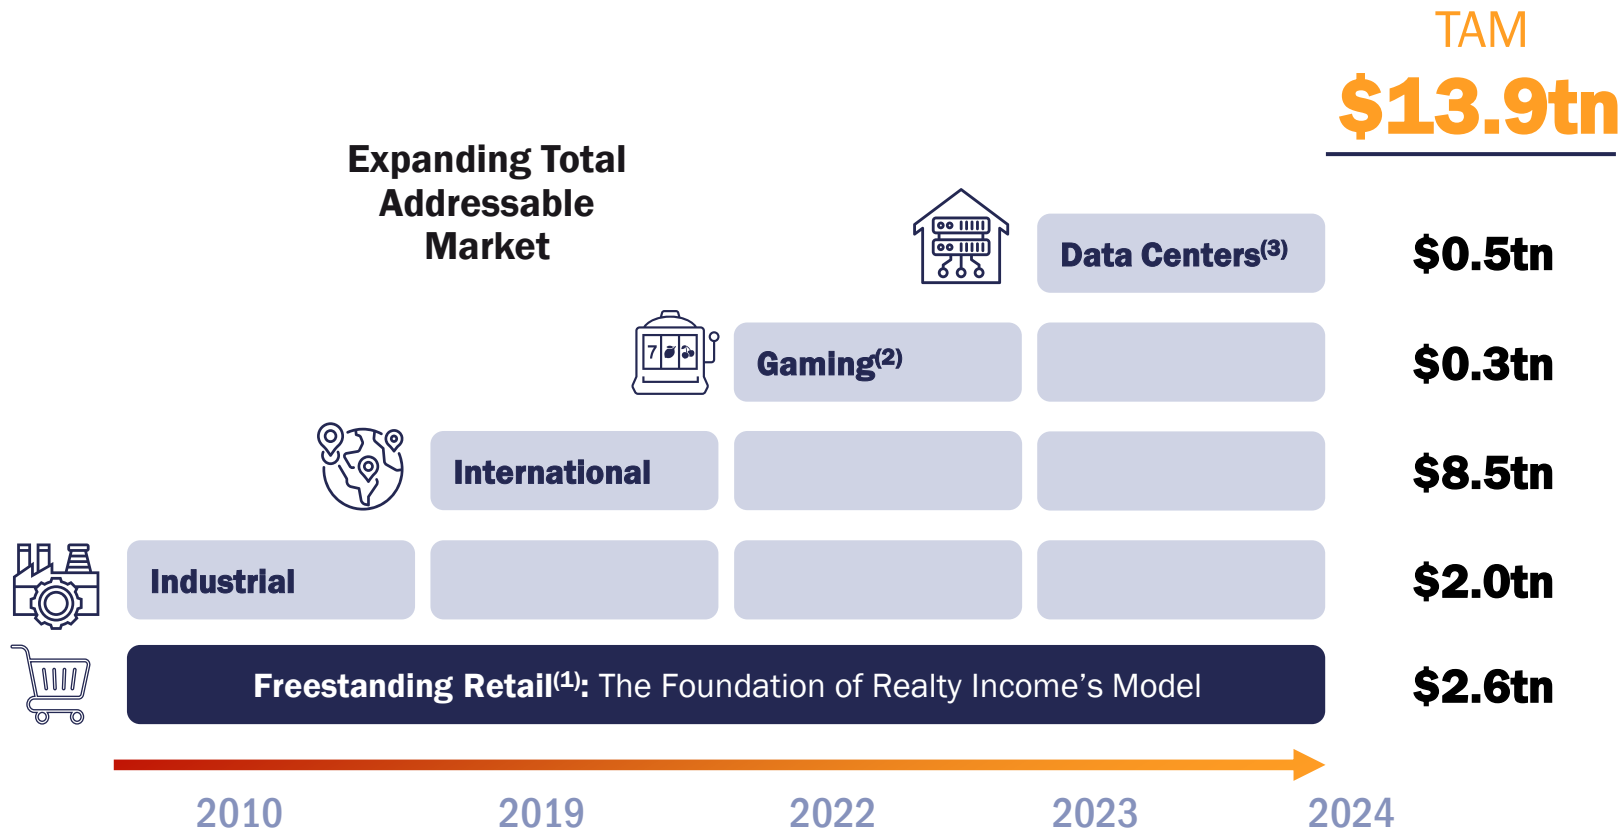 TAM
$13.9tn
Expanding Total
Addressable
Market
Data Centers(3)
$0.5tn
7
Gaming(2)
$0.3tn
International
$8.5tn
Industrial
$2.0tn
Freestanding Retail(1): The Foundation of Realty Income’s Model
$2.6tn
2010
2019
2022
2023
2024